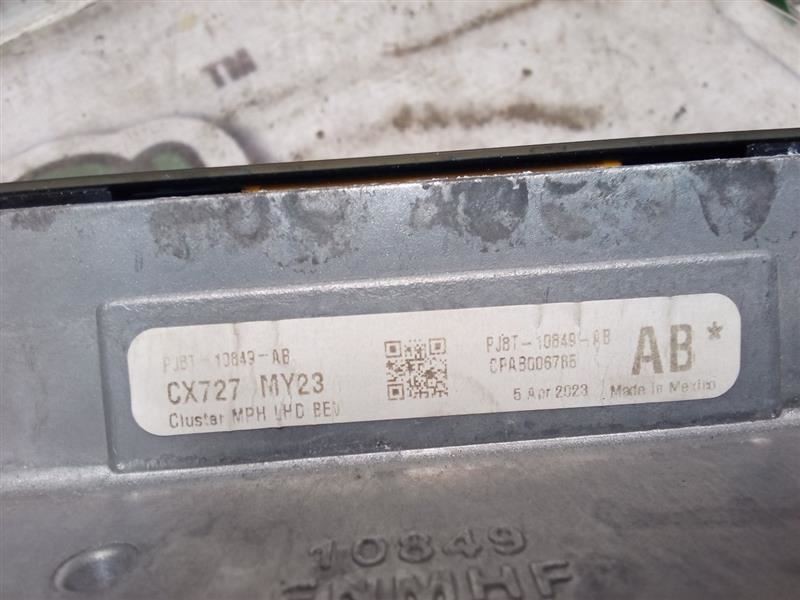 TM
PJ8T-10849-AB
CX727 MY23
Cluster MPH LHD BEV
PJ8T-10849-AB
CPAB006786
5 Apr 2023
AB*
Made in Mexico
10849
ENMHF